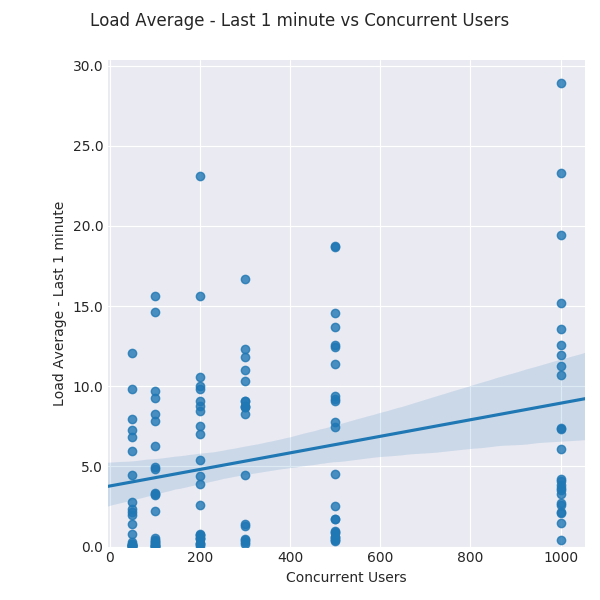 Load Average - Last 1 minute vs Concurrent Users
30.0
25.0
20.0
15.0
10.0
5.0
0.0
Load Average - Last 1 minute
0 200 400 600 800 1000
Concurrent Users